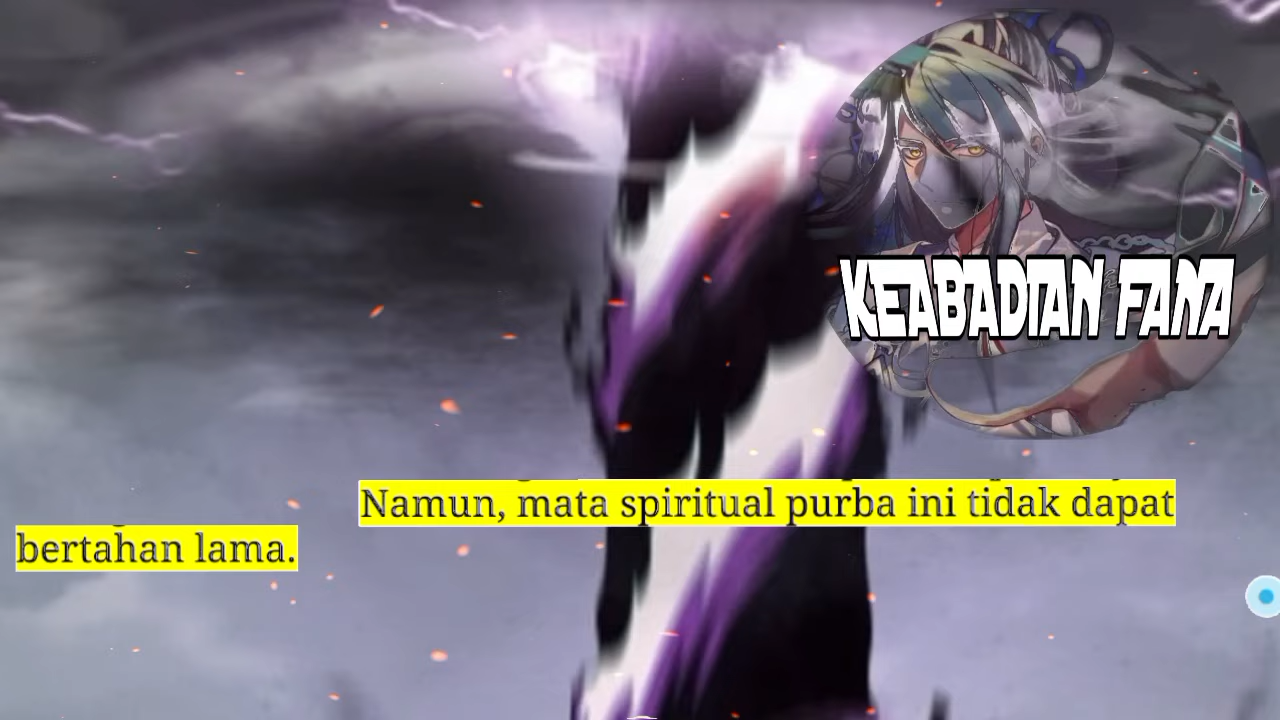 KEABADIAN FANA
Namun, mata spiritual purba ini tidak dapat
bertahan lama.